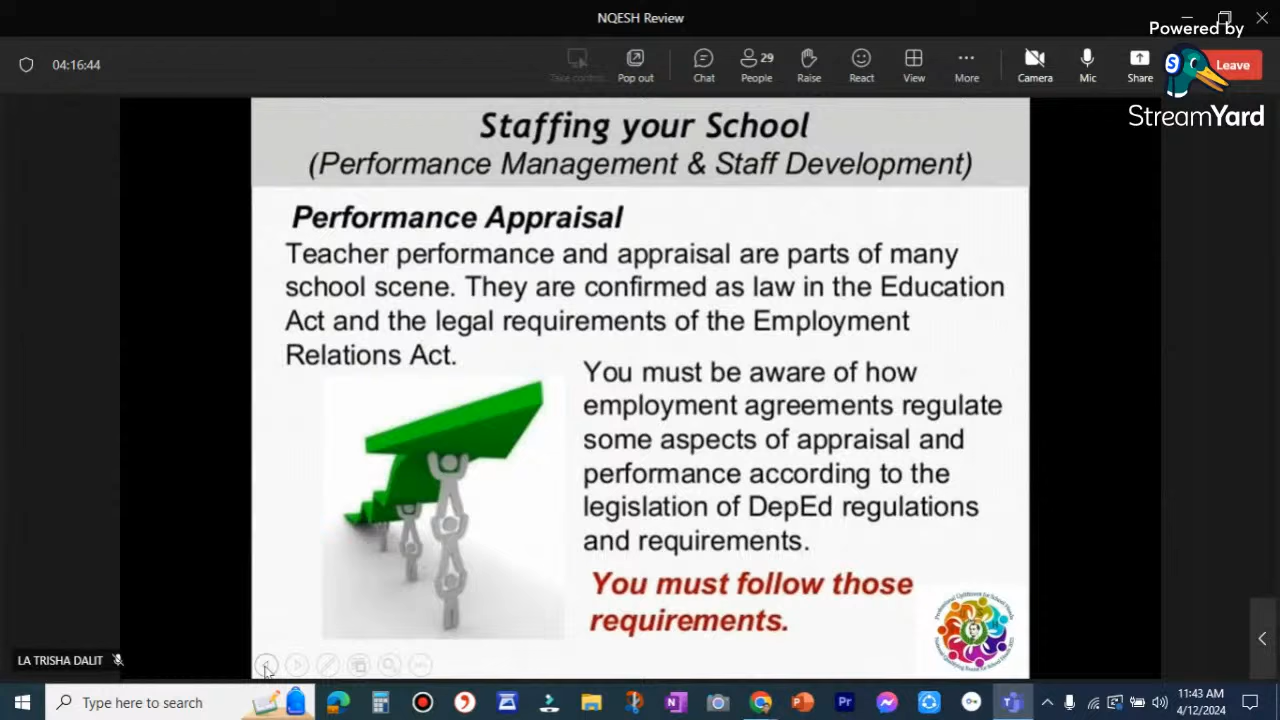 NQESH Review
Powered by
04:16:44
Take control
Pop out
Chat
29
People
Raise
React
View
More
Camera
Mic
Share
Leave
S
StreamYard
Staffing your School
(Performance Management & Staff Development)
Performance Appraisal
Teacher performance and appraisal are parts of many
school scene. They are confirmed as law in the Education
Act and the legal requirements of the Employment
Relations Act.
You must be aware of how
employment agreements regulate
some aspects of appraisal and
performance according to the
legislation of DepEd regulations
and requirements.
You must follow those
requirements.
LA TRISHA DALIT
Type here to search
Pr
11:43 AM
4/12/2024